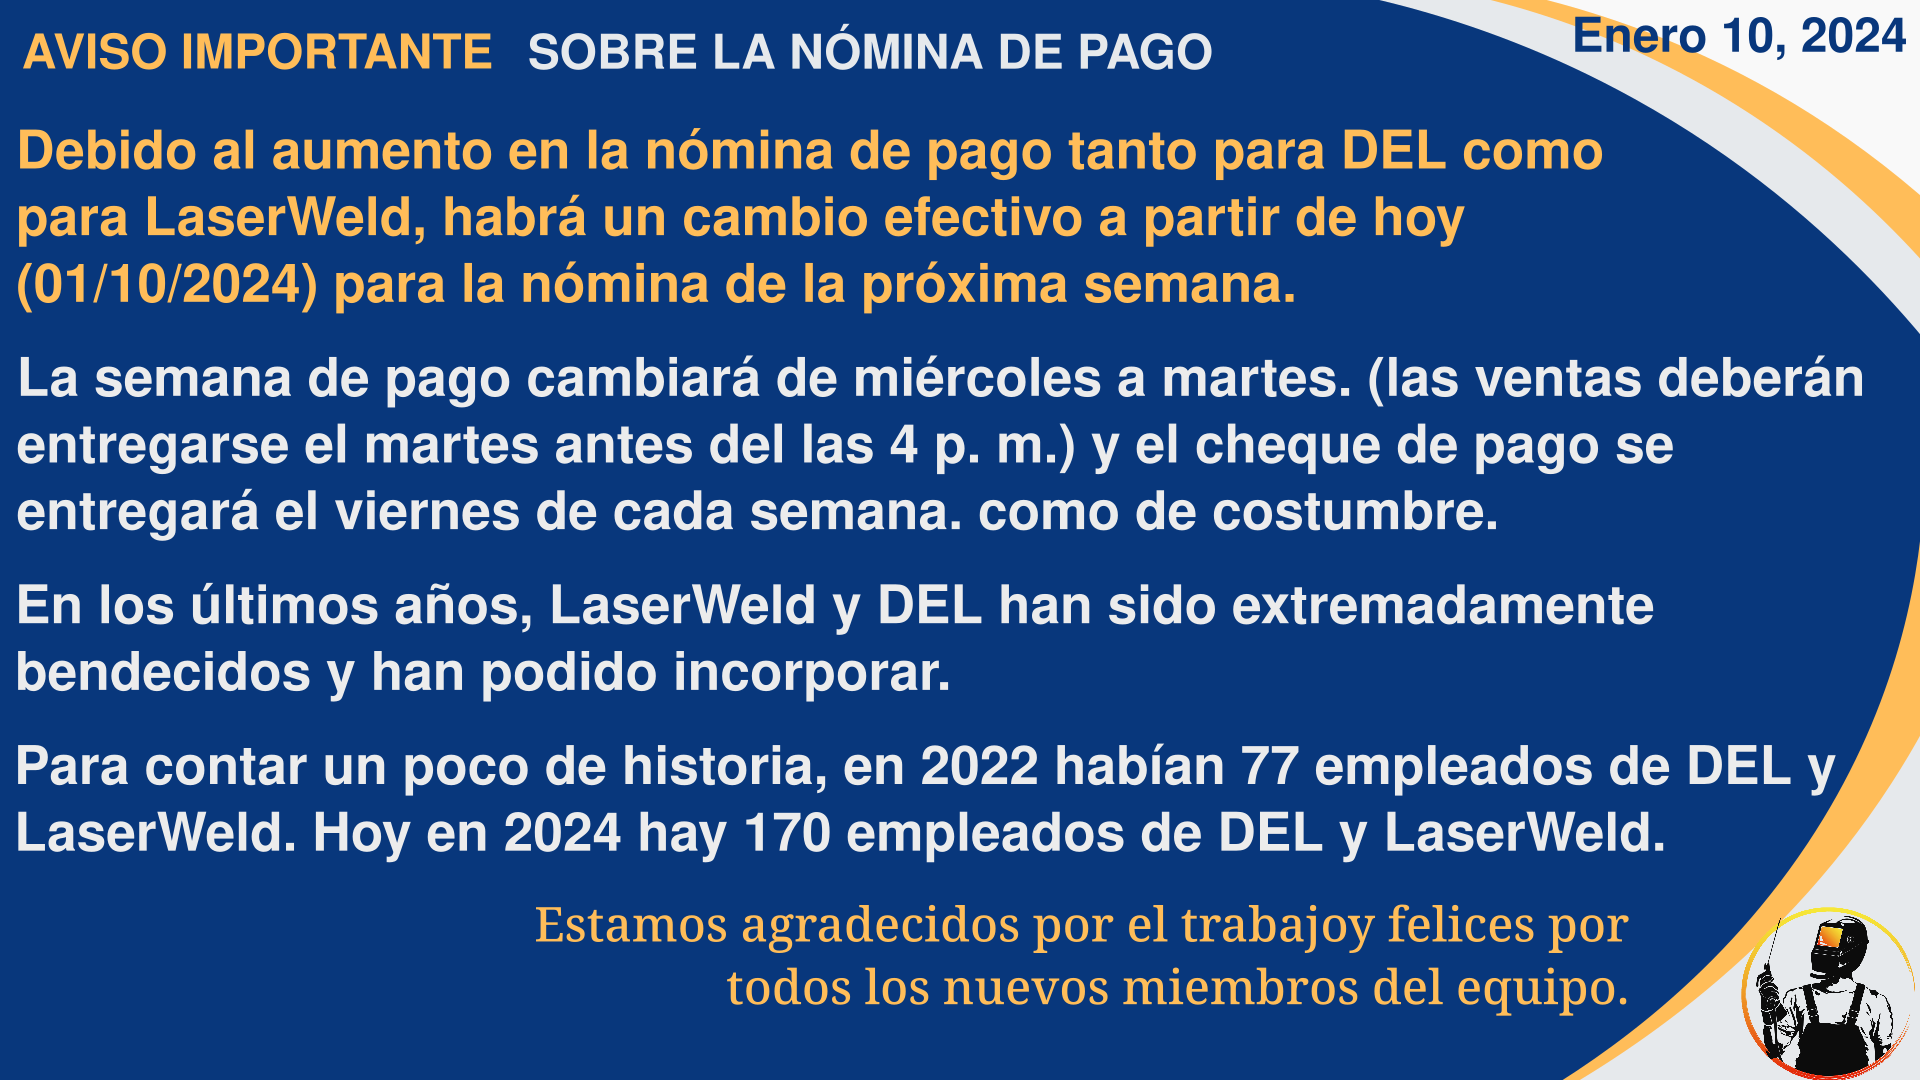 AVISO IMPORTANTE SOBRE LA NÓMINA DE PAGO
Enero 10, 2024
Debido al aumento en la nómina de pago tanto para DEL como
para LaserWeld, habrá un cambio efectivo a partir de hoy
(01/10/2024) para la nómina de la próxima semana.
La semana de pago cambiará de miércoles a martes. (las ventas deberán
entregarse el martes antes del las 4 p. m.) y el cheque de pago se
entregará el viernes de cada semana. como de costumbre.
En los últimos años, LaserWeld y DEL han sido extremadamente
bendecidos y han podido incorporar.
Para contar un poco de historia, en 2022 habían 77 empleados de DEL y
LaserWeld. Hoy en 2024 hay 170 empleados de DEL y LaserWeld.
Estamos agradecidos por el trabajoy felices por
todos los nuevos miembros del equipo.